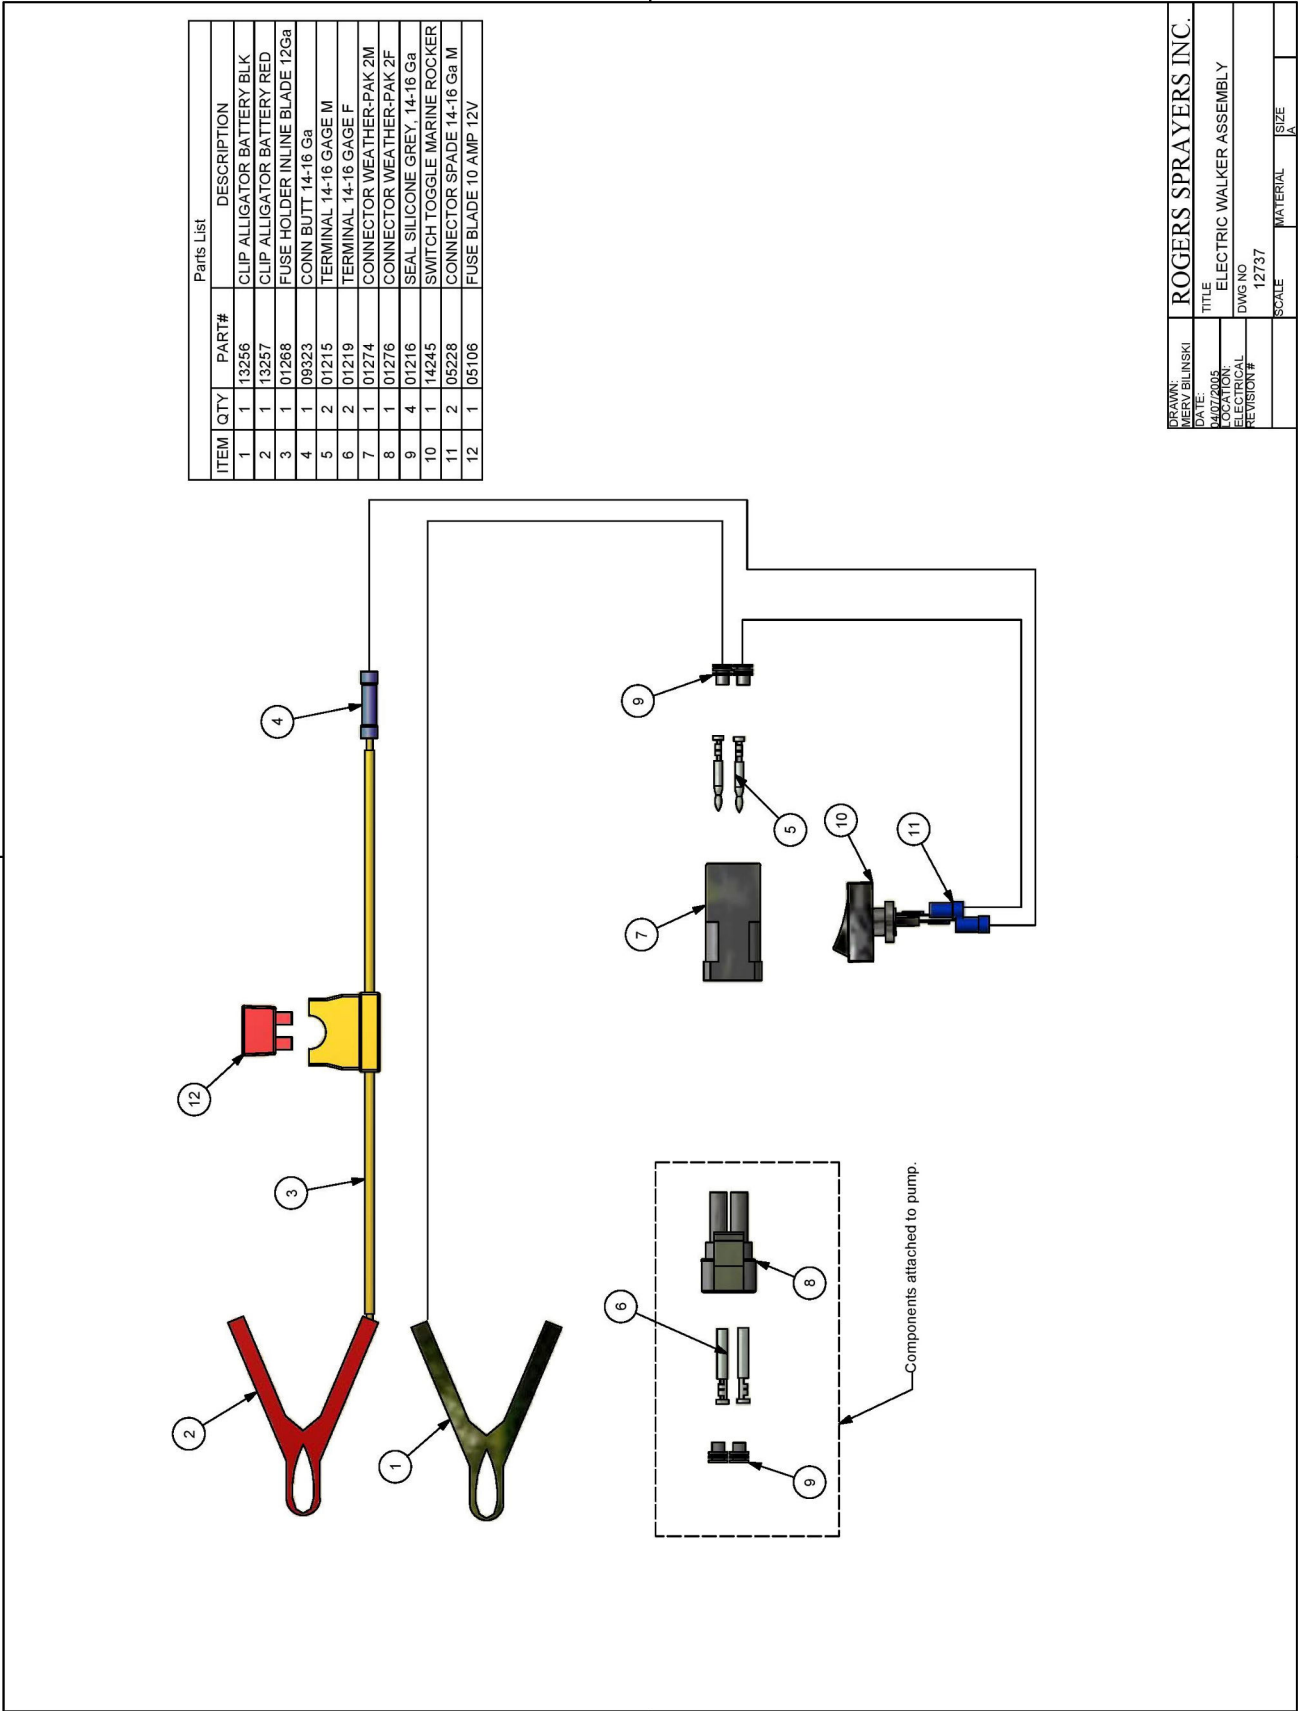 Parts List
ITEM QTY PART# DESCRIPTION
1 1 13256 CLIP ALLIGATOR BATTERY BLK
2 1 13257 CLIP ALLIGATOR BATTERY RED
3 1 01268 FUSE HOLDER INLINE BLADE 12Ga
4 1 09323 CONN BUTT 14-16 Ga
5 2 01215 TERMINAL 14-16 GAGE M
6 2 01219 TERMINAL 14-16 GAGE F
7 1 01274 CONNECTOR WEATHER-PAK 2M
8 1 01276 CONNECTOR WEATHER-PAK 2F
9 4 01216 SEAL SILICONE GREY, 14-16 Ga
10 1 14245 SWITCH TOGGLE MARINE ROCKER
11 2 05228 CONNECTOR SPADE 14-16 Ga M
12 1 05106 FUSE BLADE 10 AMP 12V
2
3
12
4
1
6
7
9
5
10
11
8
9
Components attached to pump.
DRAWN:
MERV BILINSKI
DATE:
04/07/2005
LOCATION:
ELECTRICAL
REVISION #
ROGERS SPRAYERS INC.
TITLE
ELECTRIC WALKER ASSEMBLY
DWG NO
12737
SCALE
MATERIAL
SIZE
A